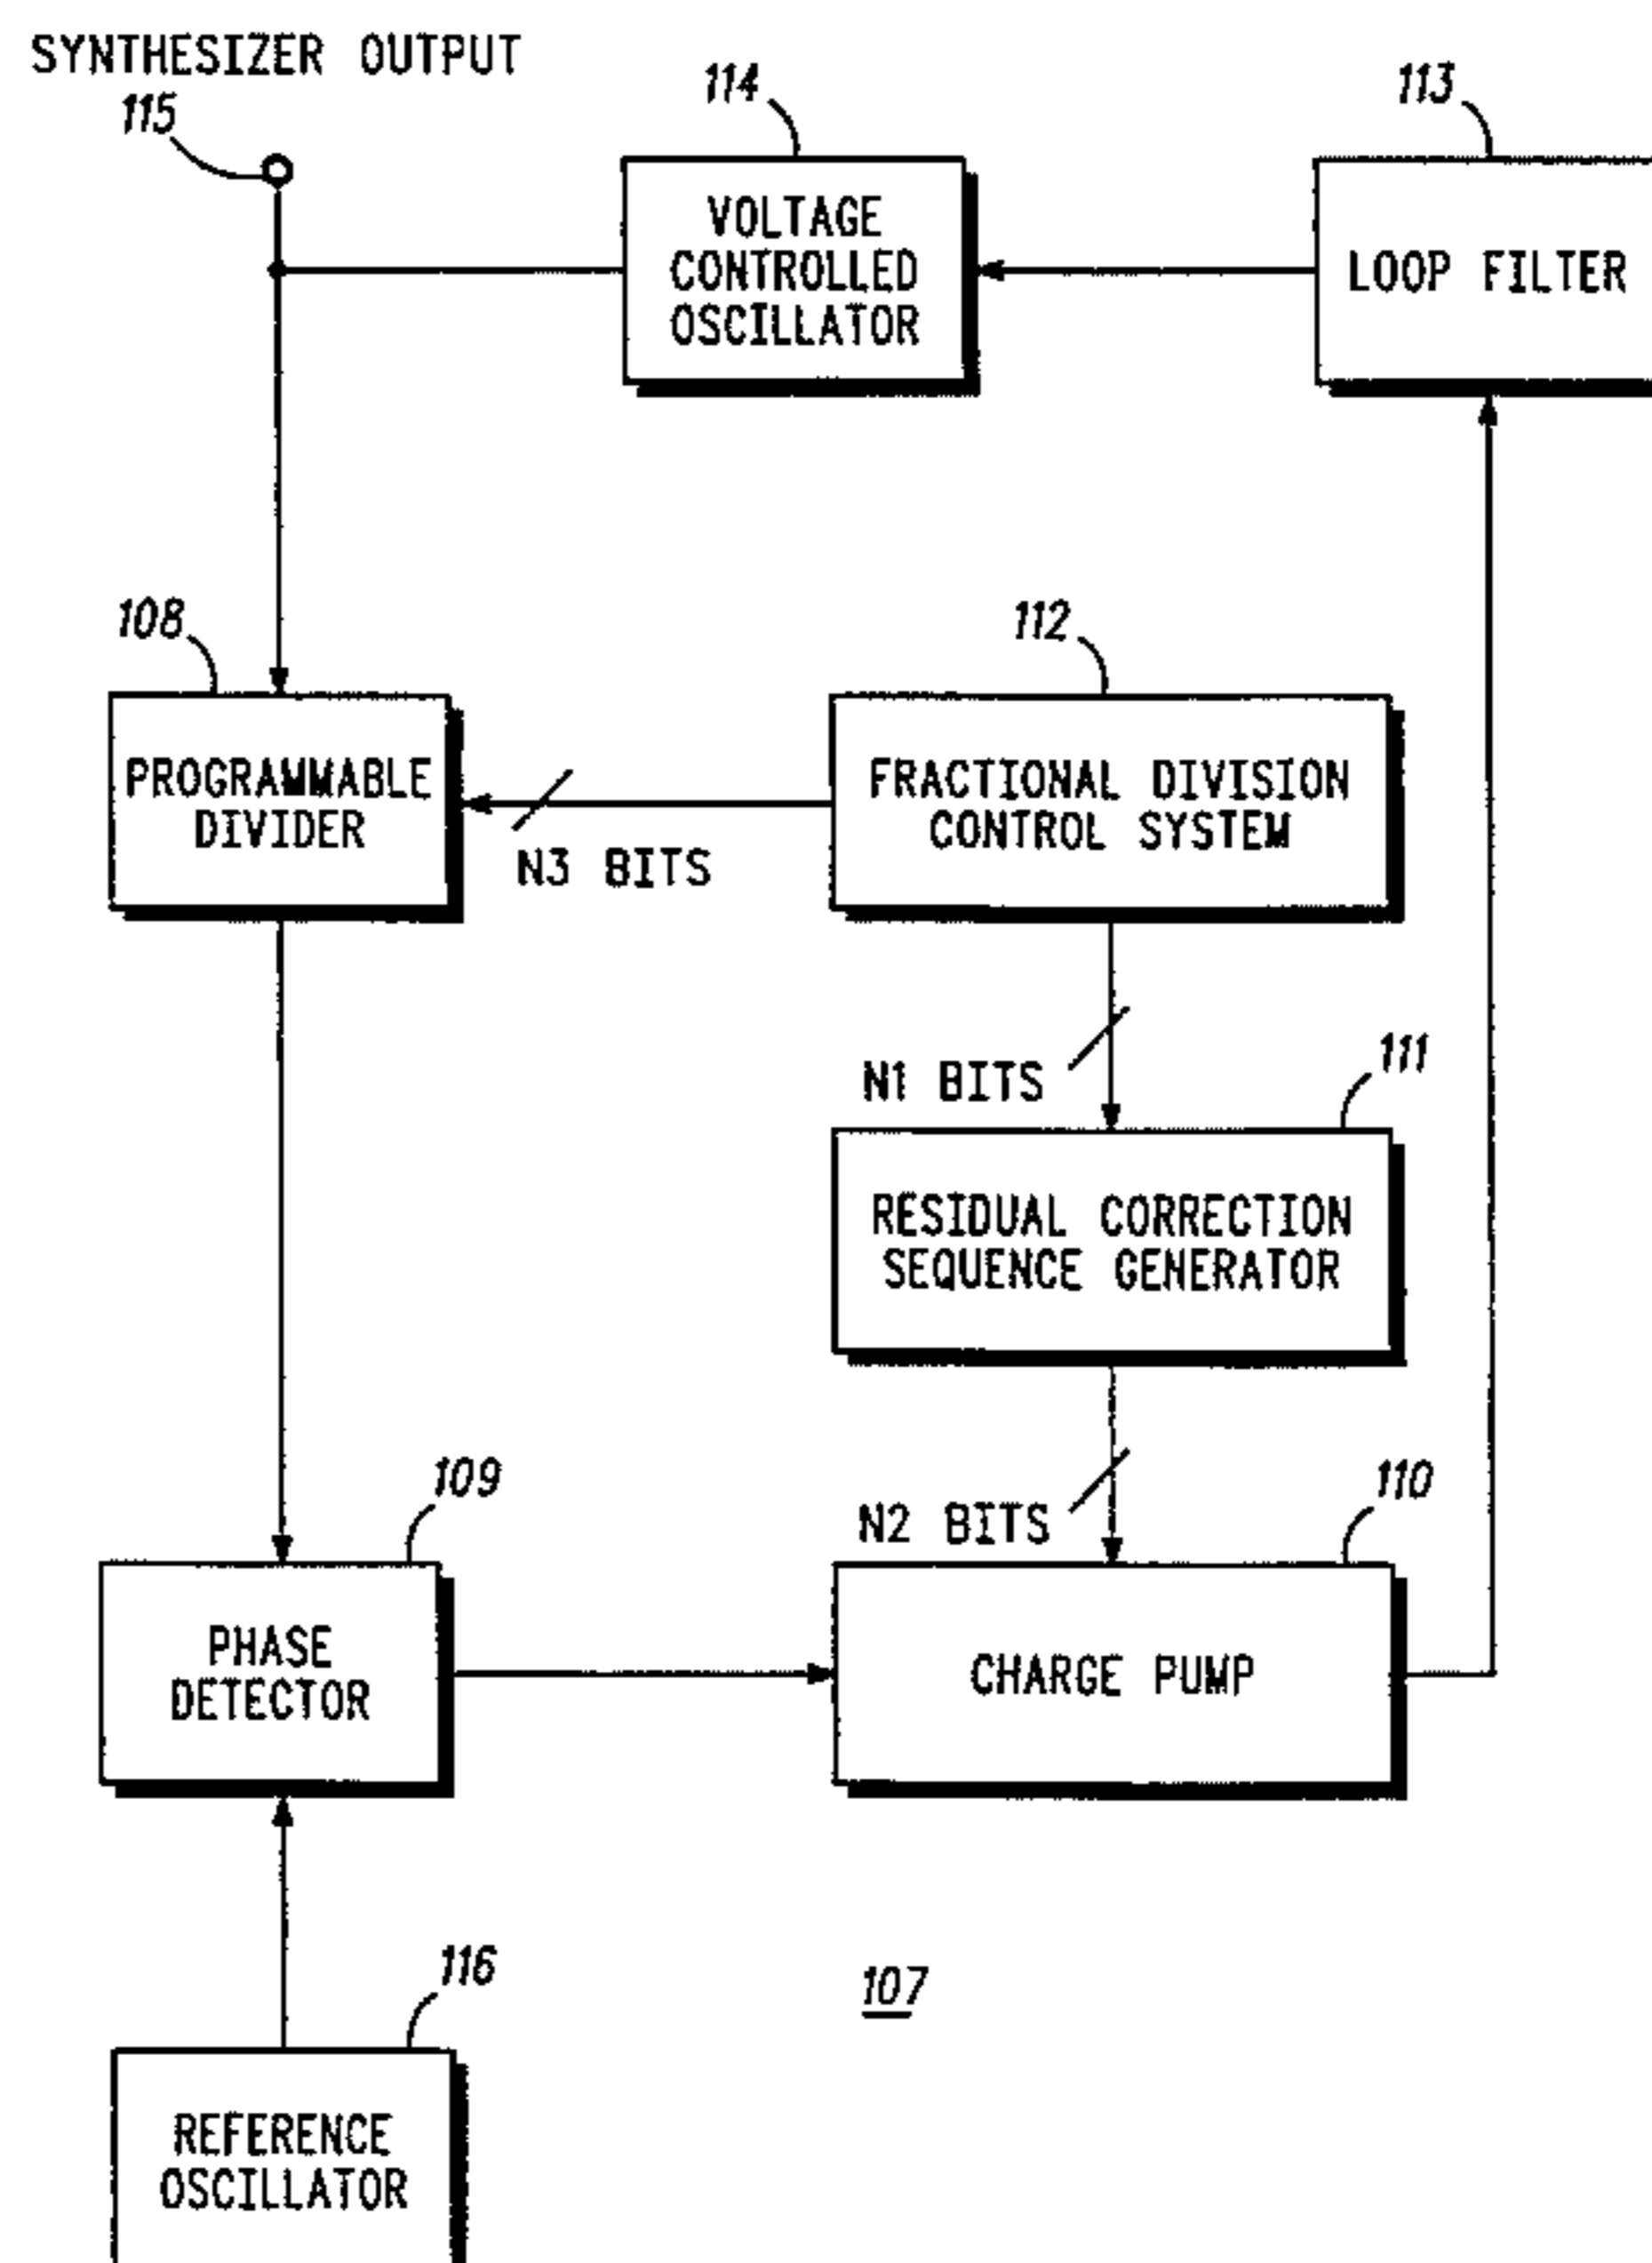 SYNTHESIZER OUTPUT
115
114
113
VOLTAGE
CONTROLLED
OSCILLATOR
LOOP FILTER
108
112
PROGRAMMABLE
DIVIDER
N3 BITS
FRACTIONAL DIVISION
CONTROL SYSTEM
N1 BITS
111
RESIDUAL CORRECTION
SEQUENCE GENERATOR
109
N2 BITS
110
PHASE
DETECTOR
CHARGE PUMP
116
107
REFERENCE
OSCILLATOR